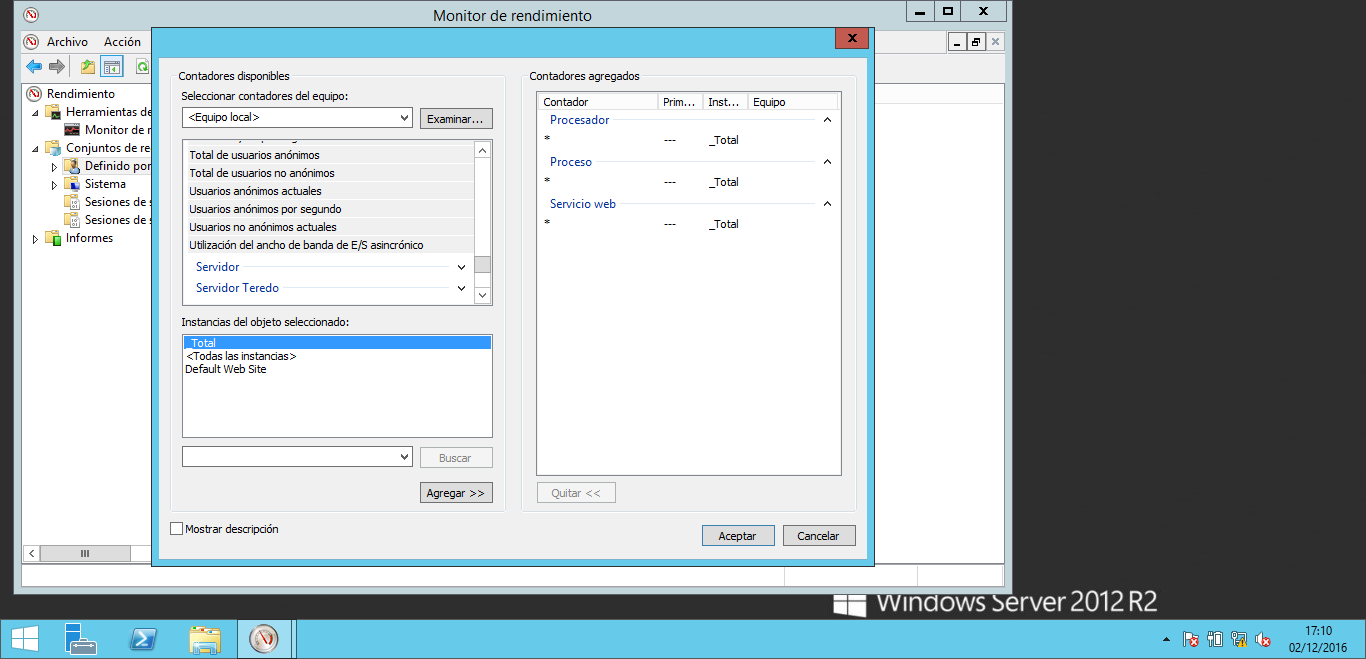 Monitor de rendimiento
Archivo Acción
Rendimiento
Herramientas de
Monitor de r
Conjuntos de re
Definido por
Sistema
Sesiones de s
Sesiones de s
Informes
Contadores disponibles
Seleccionar contadores del equipo:
<Equipo local>
Examinar...
Total de usuarios anónimos
Total de usuarios no anónimos
Usuarios anónimos actuales
Usuarios anónimos por segundo
Usuarios no anónimos actuales
Utilización del ancho de banda de E/S asincrónico
Servidor
Servidor Teredo
Instancias del objeto seleccionado:
_Total
<Todas las instancias>
Default Web Site
Buscar
Agregar >>
Mostrar descripción
Contadores agregados
Contador Prim... Inst... Equipo
Procesador
* --- _Total
Proceso
* --- _Total
Servicio web
* --- _Total
Quitar <<
Aceptar Cancelar
Windows Server 2012 R2
17:10
02/12/2016